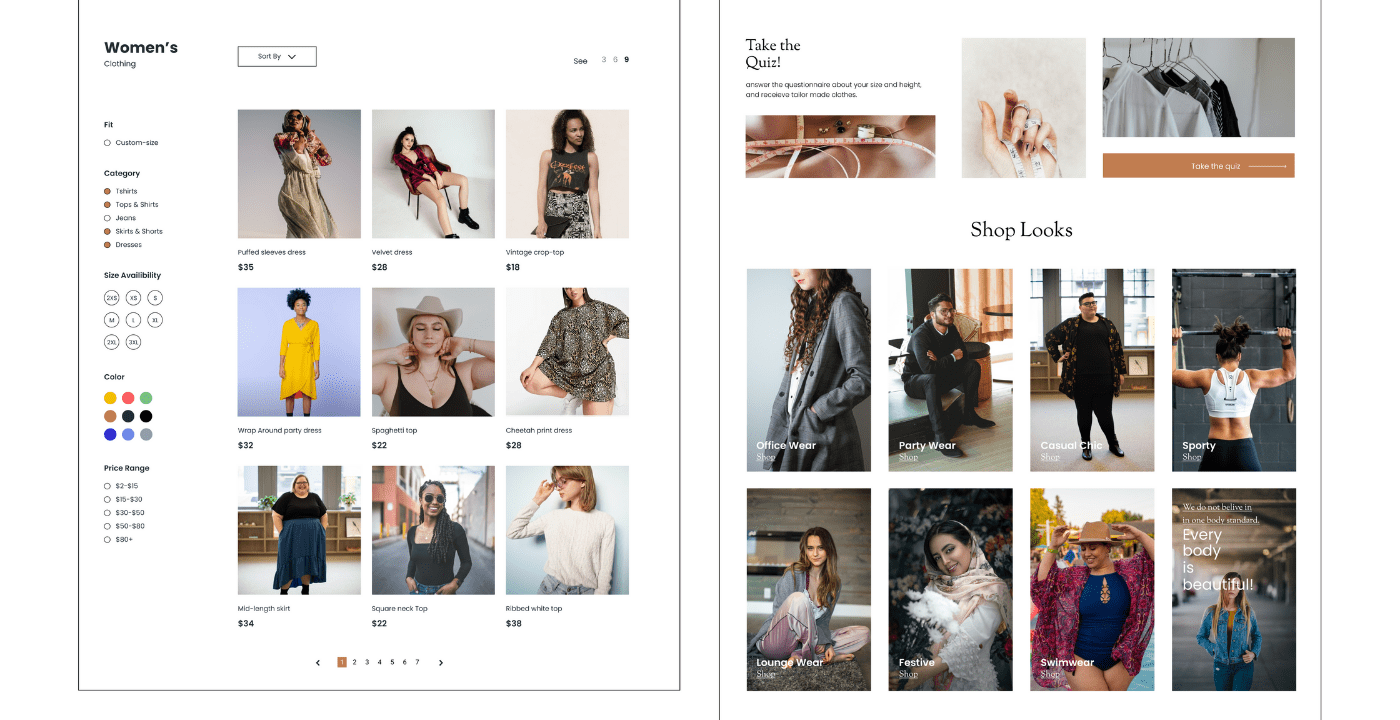 Women's
Clothing
Sort By
See 3 6 9
Fit
Custom-size
Category
Tshirts
Tops & Shirts
Jeans
Skirts & Shorts
Dresses
Size Availibility
2XS XS S
M L XL
2XL 3XL
Color
Price Range
$2-$15
$15-$30
$30-$50
$50-$80
$80+
Puffed sleeves dress
$35
Velvet dress
$28
Vintage crop-top
$18
Wrap Around party dress
$32
Spaghetti top
$22
Cheetah print dress
$28
Mid-length skirt
$34
Square neck Top
$22
Ribbed white top
$38
1 2 3 4 5 6 7
Take the
Quiz!
answer the questionnaire about your size and height,
and receieve tailor made clothes.
Take the quiz
Shop Looks
Office Wear
Shop
Party Wear
Shop
Casual Chic
Shop
Sporty
Shop
Lounge Wear
Shop
Festive
Shop
Swimwear
Shop
We do not belive in
in one body standard.
Every
body
is
beautiful!